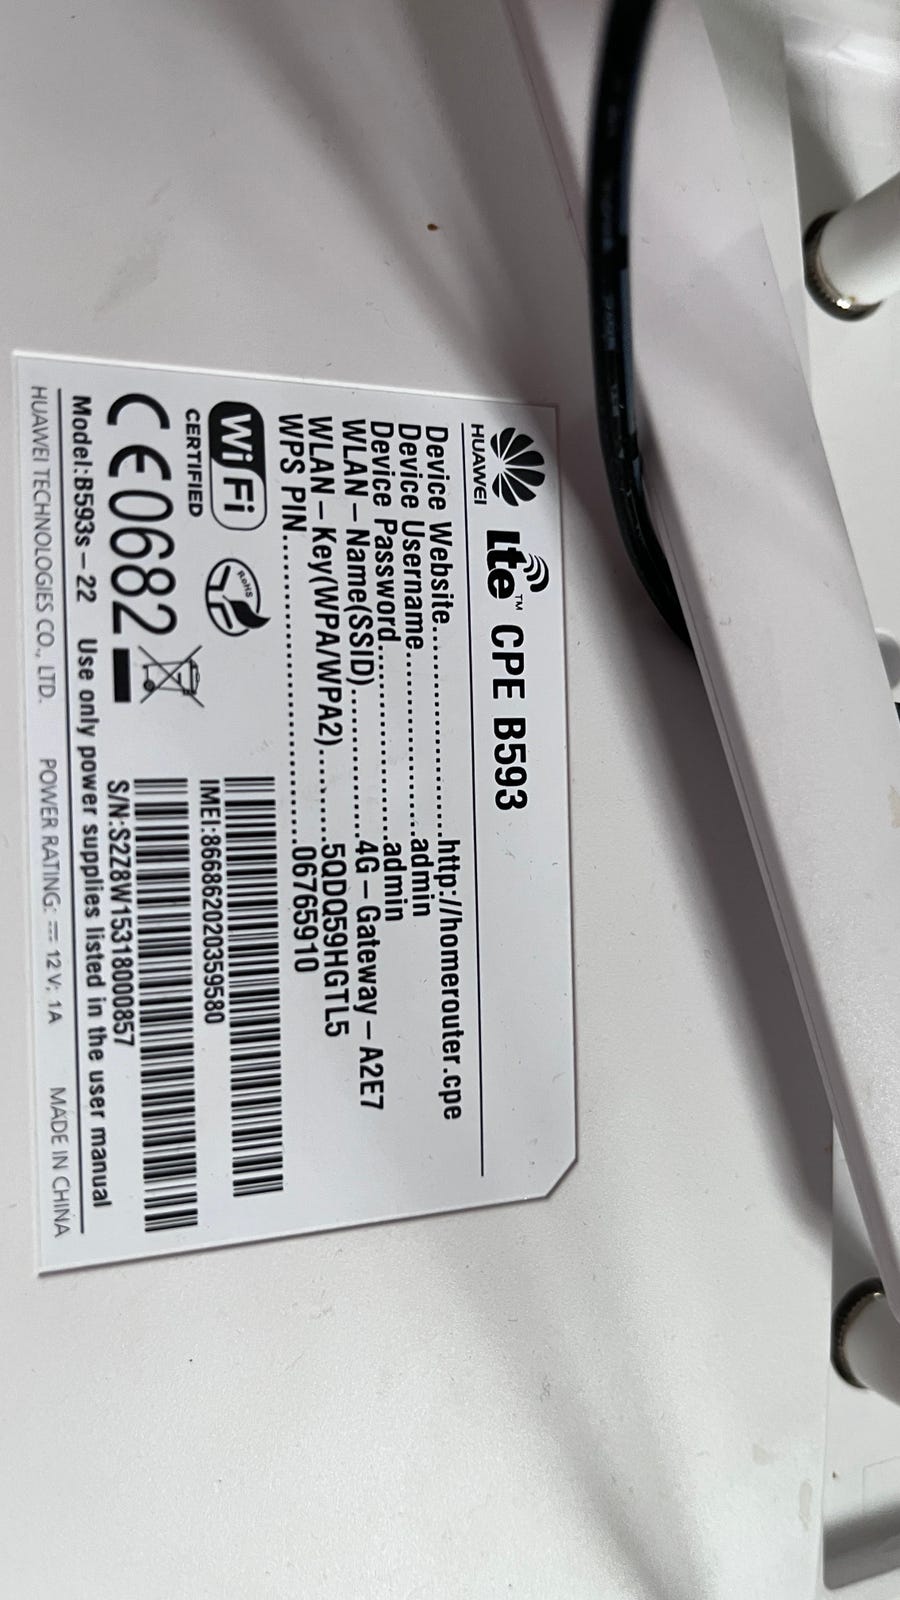 HUAWEI Lte™ CPE B593
Device Website........................http://homerouter.cpe
Device Username......................admin
Device Password......................admin
WLAN–Name(SSID)..................4G–Gateway–A2E7
WLAN–Key(WPA/WPA2).........5QDQ59HGTL5
WPS PIN....................................06765910
Wi Fi
CERTIFIED
RoHS
IMEI:866862020359580
CE0682
S/N:S2Z8W15318000857
Model:B593s–22 Use only power supplies listed in the user manual
HUAWEI TECHNOLOGIES CO., LTD. POWER RATING: ⎓ 12 V; 1A MADE IN CHINA